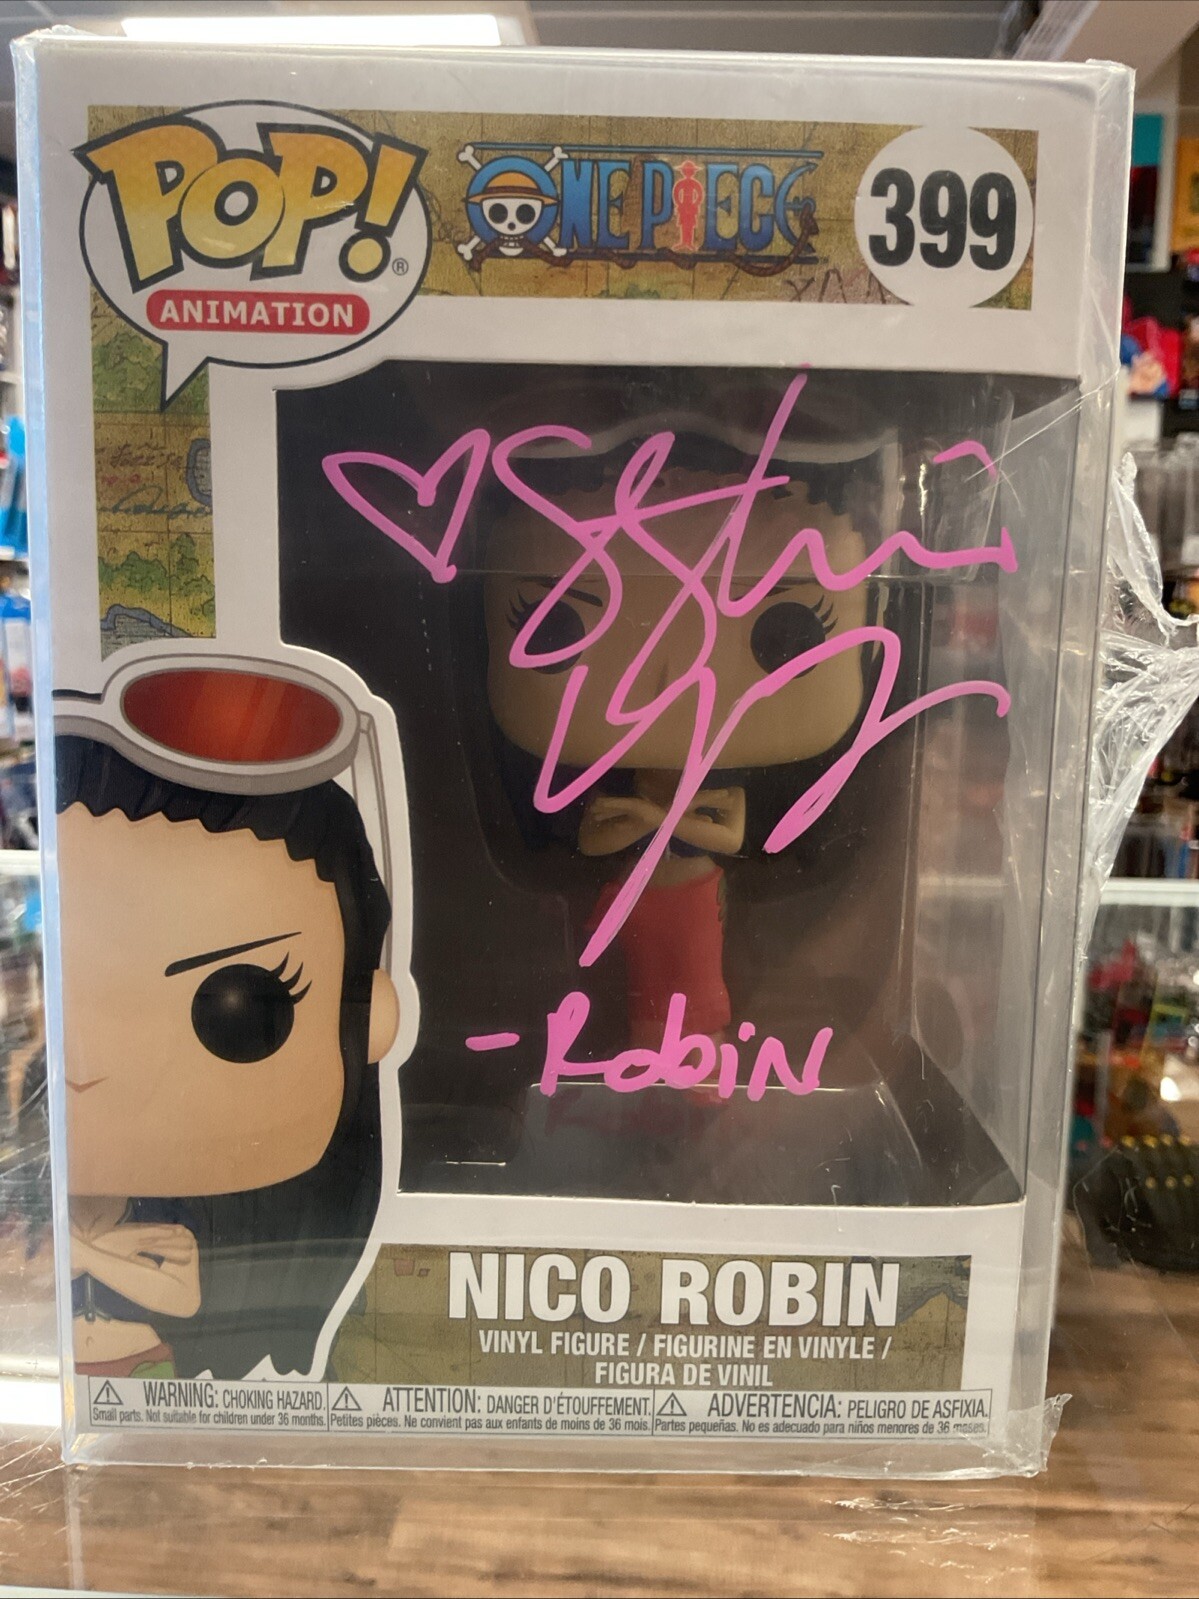 POP!®
ANIMATION
ONE PIECE
399
-Robin
NICO ROBIN
VINYL FIGURE / FIGURINE EN VINYLE /
FIGURA DE VINIL
WARNING: CHOKING HAZARD.
Small parts. Not suitable for children under 36 months.
ATTENTION: DANGER D'ÉTOUFFEMENT.
Petites pièces. Ne convient pas aux enfants de moins de 36 mois.
ADVERTENCIA: PELIGRO DE ASFIXIA.
Partes pequeñas. No es adecuado para niños menores de 36 meses.